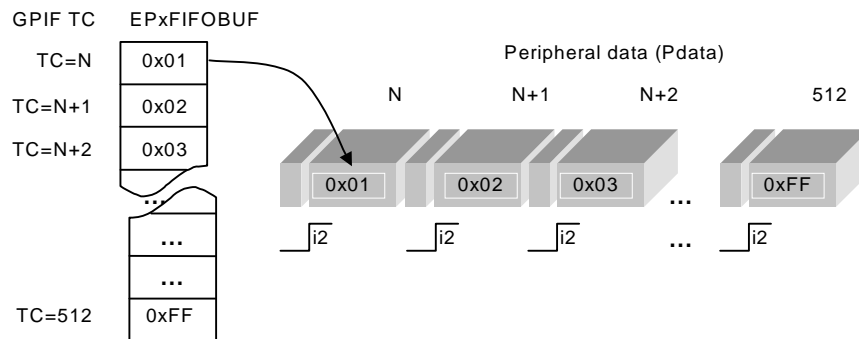 GPIF TC EPxFIFOBUF
TC=N 0x01
Peripheral data (Pdata)
N N+1 N+2 512
TC=N+1 0x02
TC=N+2 0x03
0x01 0x02 0x03 ... 0xFF
...
i2 i2 i2 ... i2
...
...
TC=512 0xFF